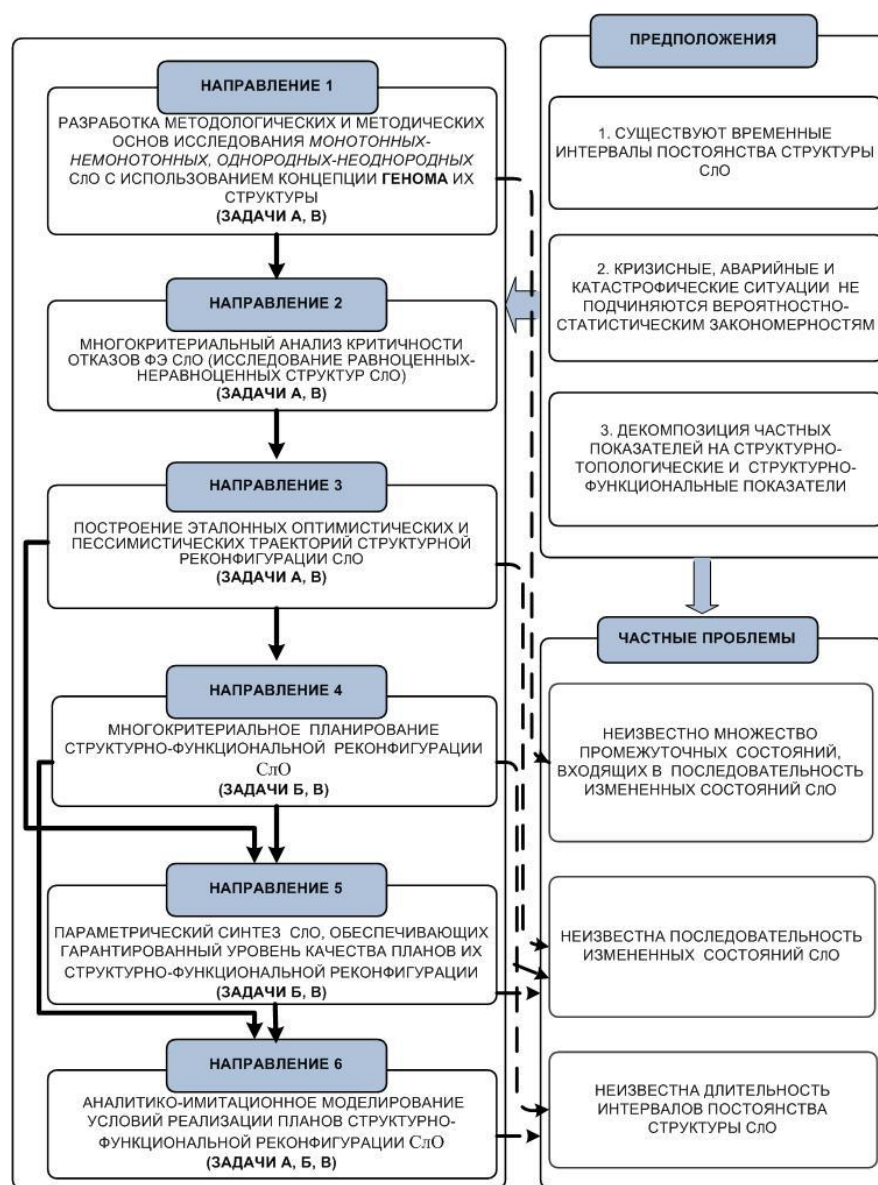 НАПРАВЛЕНИЕ 1
РАЗРАБОТКА МЕТОДОЛОГИЧЕСКИХ И МЕТОДИЧЕСКИХ
ОСНОВ ИССЛЕДОВАНИЯ МОНОТОННЫХ-
НЕМОНОТОННЫХ, ОДНОРОДНЫХ-НЕОДНОРОДНЫХ
СлО С ИСПОЛЬЗОВАНИЕМ КОНЦЕПЦИИ ГЕНОМА ИХ
СТРУКТУРЫ
(ЗАДАЧИ А, В)
НАПРАВЛЕНИЕ 2
МНОГОКРИТЕРИАЛЬНЫЙ АНАЛИЗ КРИТИЧНОСТИ
ОТКАЗОВ ФЭ СлО (ИССЛЕДОВАНИЕ РАВНОЦЕННЫХ-
НЕРАВНОЦЕННЫХ СТРУКТУР СлО)
(ЗАДАЧИ А, В)
НАПРАВЛЕНИЕ 3
ПОСТРОЕНИЕ ЭТАЛОННЫХ ОПТИМИСТИЧЕСКИХ И
ПЕССИМИСТИЧЕСКИХ ТРАЕКТОРИЙ СТРУКТУРНОЙ
РЕКОНФИГУРАЦИИ СлО
(ЗАДАЧИ А, В)
НАПРАВЛЕНИЕ 4
МНОГОКРИТЕРИАЛЬНОЕ ПЛАНИРОВАНИЕ
СТРУКТУРНО-ФУНКЦИОНАЛЬНОЙ РЕКОНФИГУРАЦИИ
СлО
(ЗАДАЧИ Б, В)
НАПРАВЛЕНИЕ 5
ПАРАМЕТРИЧЕСКИЙ СИНТЕЗ СлО, ОБЕСПЕЧИВАЮЩИХ
ГАРАНТИРОВАННЫЙ УРОВЕНЬ КАЧЕСТВА ПЛАНОВ ИХ
СТРУКТУРНО-ФУНКЦИОНАЛЬНОЙ РЕКОНФИГУРАЦИИ
(ЗАДАЧИ Б, В)
НАПРАВЛЕНИЕ 6
АНАЛИТИКО-ИМИТАЦИОННОЕ МОДЕЛИРОВАНИЕ
УСЛОВИЙ РЕАЛИЗАЦИИ ПЛАНОВ СТРУКТУРНО-
ФУНКЦИОНАЛЬНОЙ РЕКОНФИГУРАЦИИ СлО
(ЗАДАЧИ А, Б, В)
ПРЕДПОЛОЖЕНИЯ
1. СУЩЕСТВУЮТ ВРЕМЕННЫЕ
ИНТЕРВАЛЫ ПОСТОЯНСТВА СТРУКТУРЫ
СлО
2. КРИЗИСНЫЕ, АВАРИЙНЫЕ И
КАТАСТРОФИЧЕСКИЕ СИТУАЦИИ НЕ
ПОДЧИНЯЮТСЯ ВЕРОЯТНОСТНО-
СТАТИСТИЧЕСКИМ ЗАКОНОМЕРНОСТЯМ
3. ДЕКОМПОЗИЦИЯ ЧАСТНЫХ
ПОКАЗАТЕЛЕЙ НА СТРУКТУРНО-
ТОПОЛОГИЧЕСКИЕ И СТРУКТУРНО-
ФУНКЦИОНАЛЬНЫЕ ПОКАЗАТЕЛИ
ЧАСТНЫЕ ПРОБЛЕМЫ
НЕИЗВЕСТНО МНОЖЕСТВО
ПРОМЕЖУТОЧНЫХ СОСТОЯНИЙ,
ВХОДЯЩИХ В ПОСЛЕДОВАТЕЛЬНОСТЬ
ИЗМЕНЕННЫХ СОСТОЯНИЙ СлО
НЕИЗВЕСТНА ПОСЛЕДОВАТЕЛЬНОСТЬ
ИЗМЕНЕННЫХ СОСТОЯНИЙ СлО
НЕИЗВЕСТНА ДЛИТЕЛЬНОСТЬ
ИНТЕРВАЛОВ ПОСТОЯНСТВА
СТРУКТУРЫ СлО